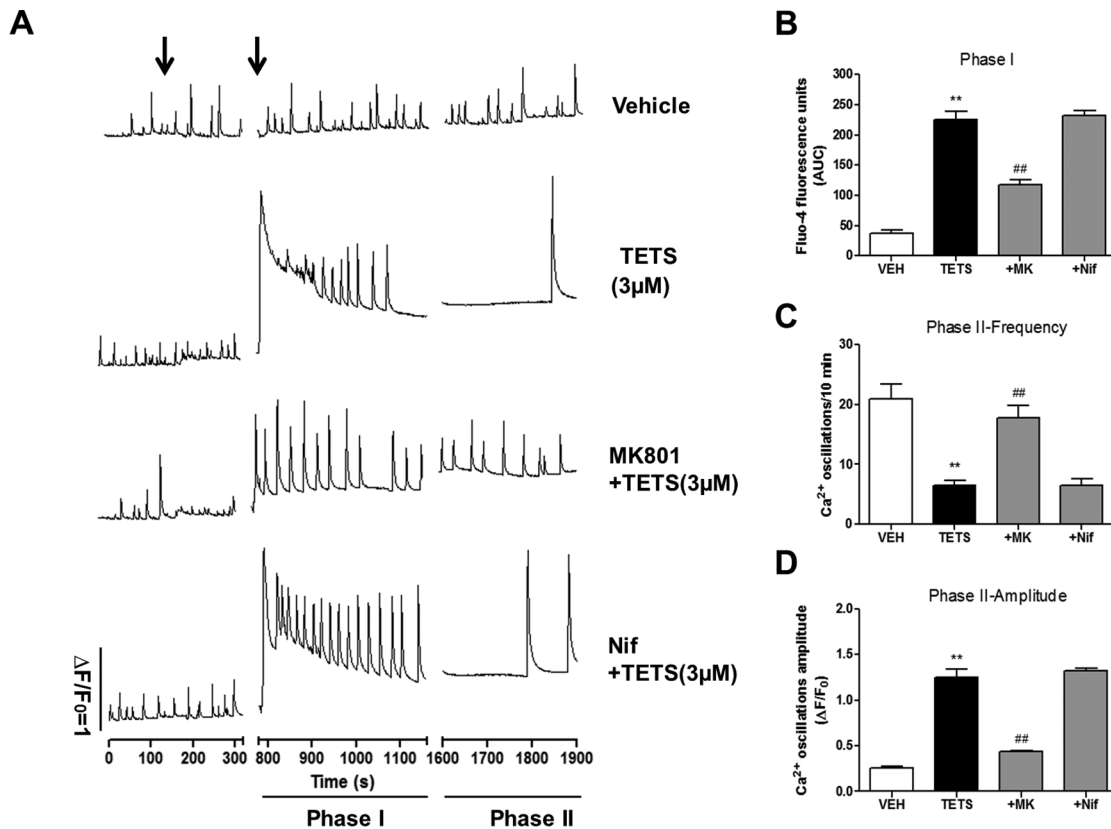 A
Vehicle
TETS
(3µM)
MK801
+TETS(3µM)
Nif
+TETS(3µM)
ΔF/F0=1
0 100 200 300 800 900 1000 1100 1600 1700 1800 1900
Time (s)
Phase I Phase II
B
Phase I
Fluo-4 fluorescence units
(AUC)
300
250
200
150
100
50
0
**
##
VEH TETS +MK +Nif
C
Phase II-Frequency
Ca2+ oscillations/10 min
30
20
10
0
**
##
VEH TETS +MK +Nif
D
Phase II-Amplitude
Ca2+ oscillations amplitude
(ΔF/F0)
2.0
1.5
1.0
0.5
0.0
**
##
VEH TETS +MK +Nif